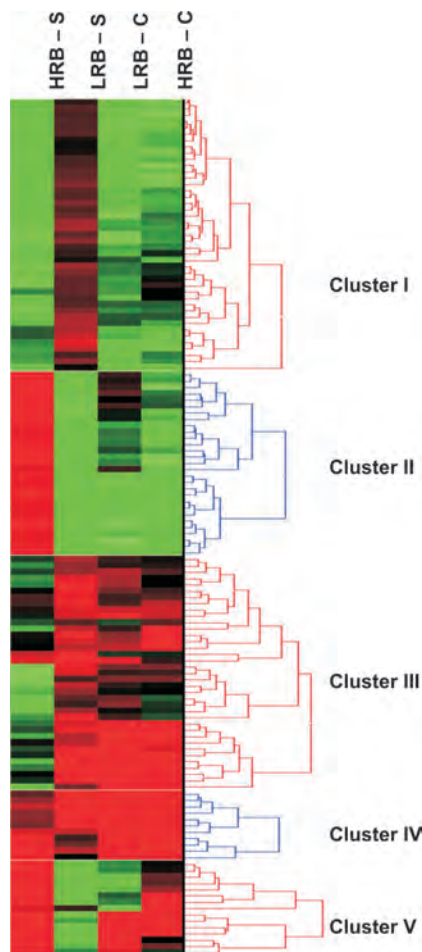 HRB – S
LRB – S
LRB – C
HRB – C
Cluster I
Cluster II
Cluster III
Cluster IV
Cluster V